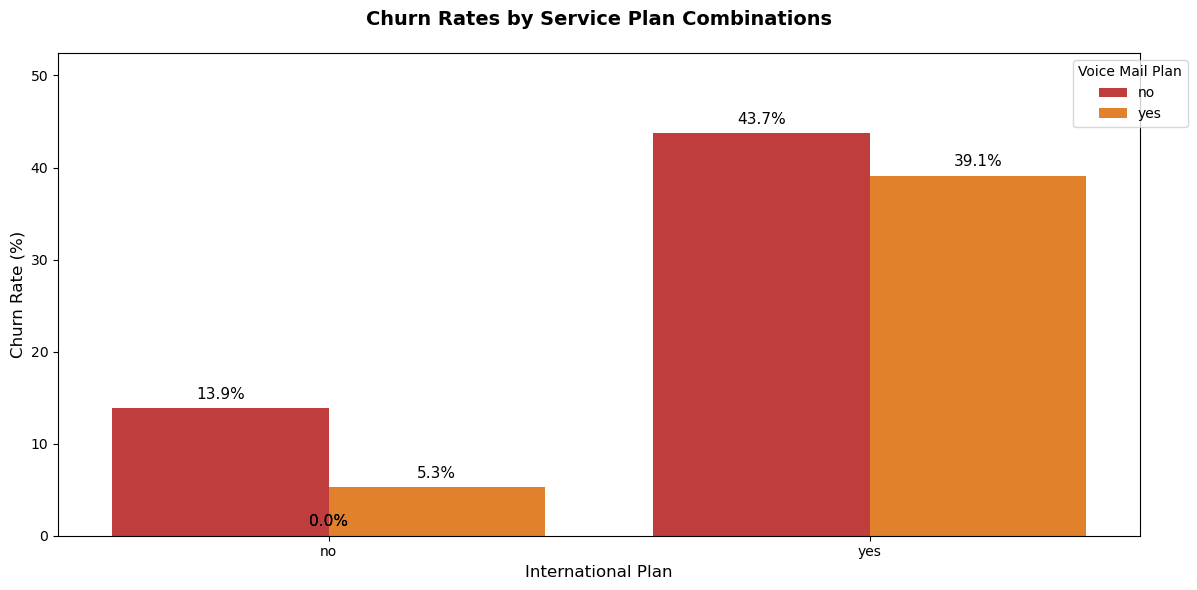 Churn Rates by Service Plan Combinations
Voice Mail Plan
no
yes
50
40
30
20
10
0
Churn Rate (%)
13.9%
5.3%
0.0%
43.7%
39.1%
no
yes
International Plan